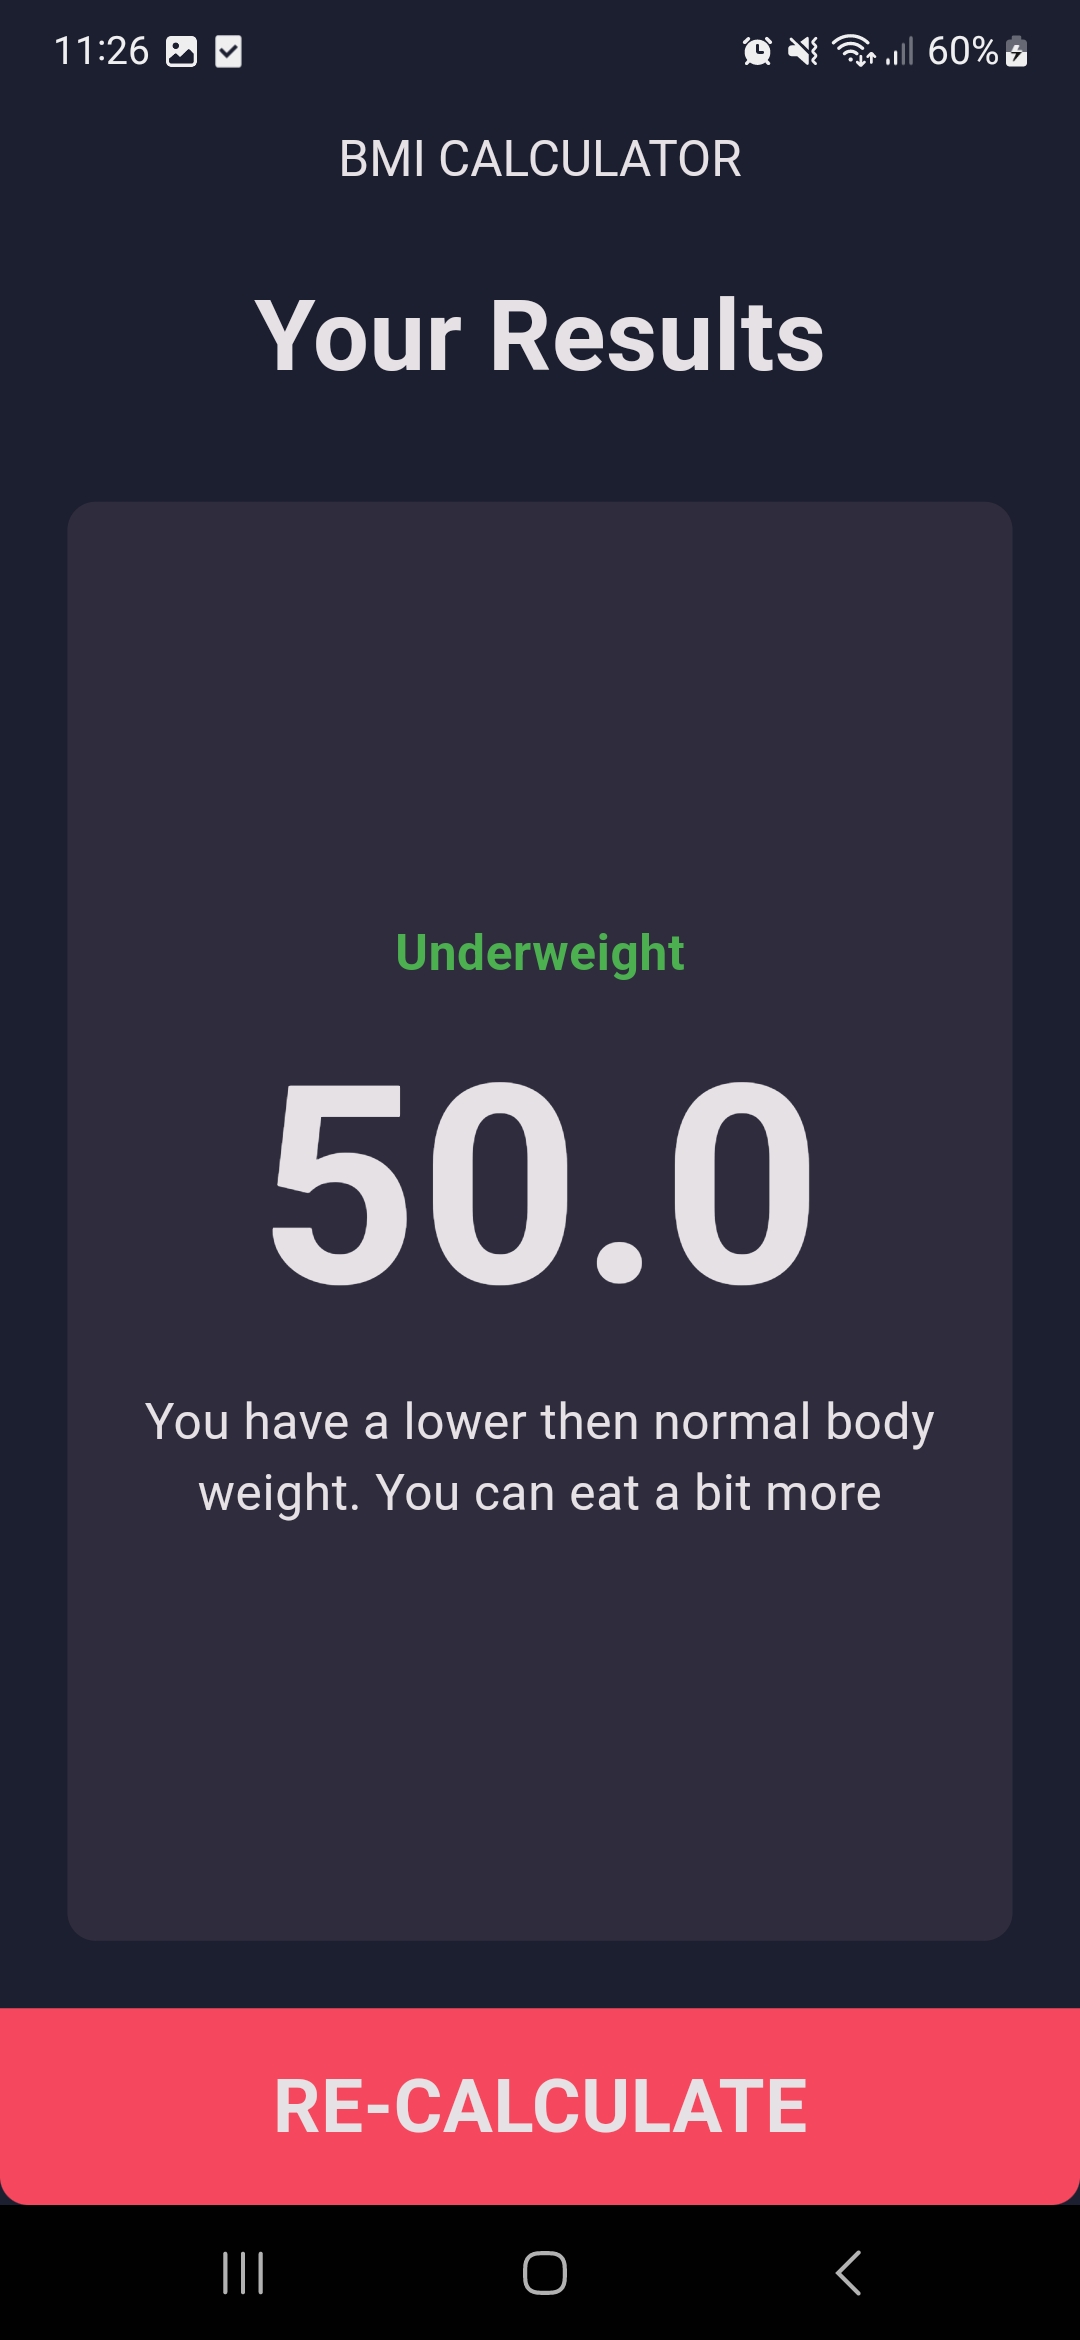 11:26 60%
BMI CALCULATOR
Your Results
Underweight
50.0
You have a lower then normal body
weight. You can eat a bit more
RE-CALCULATE